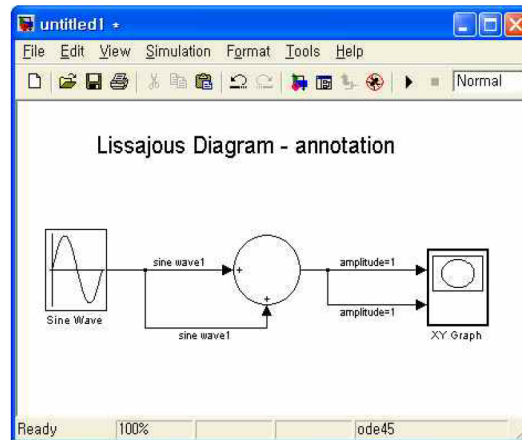 untitled1 *
File Edit View Simulation Format Tools Help
Normal
Lissajous Diagram - annotation
sine wave1
amplitude=1
+
+
Sine Wave
amplitude=1
sine wave1
XY Graph
Ready 100% ode45